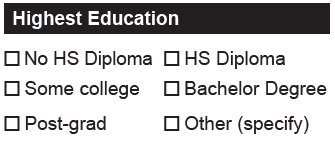 Highest Education
☐ No HS Diploma ☐ HS Diploma
☐ Some college ☐ Bachelor Degree
☐ Post-grad ☐ Other (specify)